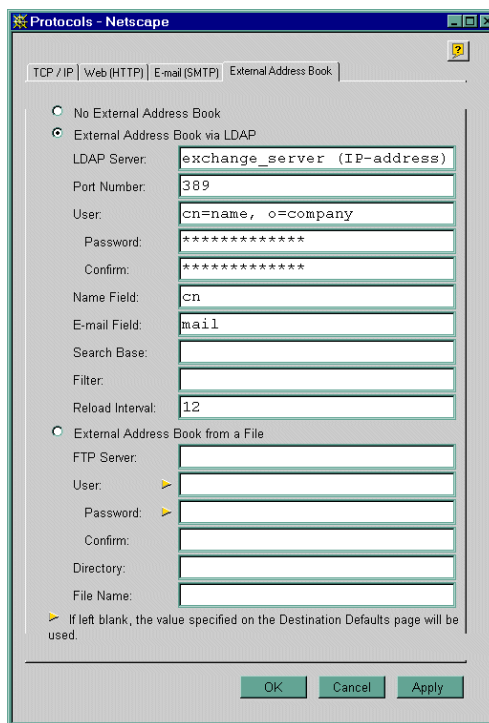 Protocols - Netscape
?
TCP / IP Web (HTTP) E-mail (SMTP) External Address Book
No External Address Book
External Address Book via LDAP
LDAP Server: exchange_server (IP-address)
Port Number: 389
User: cn=name, o=company
Password: *************
Confirm: *************
Name Field: cn
E-mail Field: mail
Search Base:
Filter:
Reload Interval: 12
External Address Book from a File
FTP Server:
User:
Password:
Confirm:
Directory:
File Name:
If left blank, the value specified on the Destination Defaults page will be
used.
OK Cancel Apply